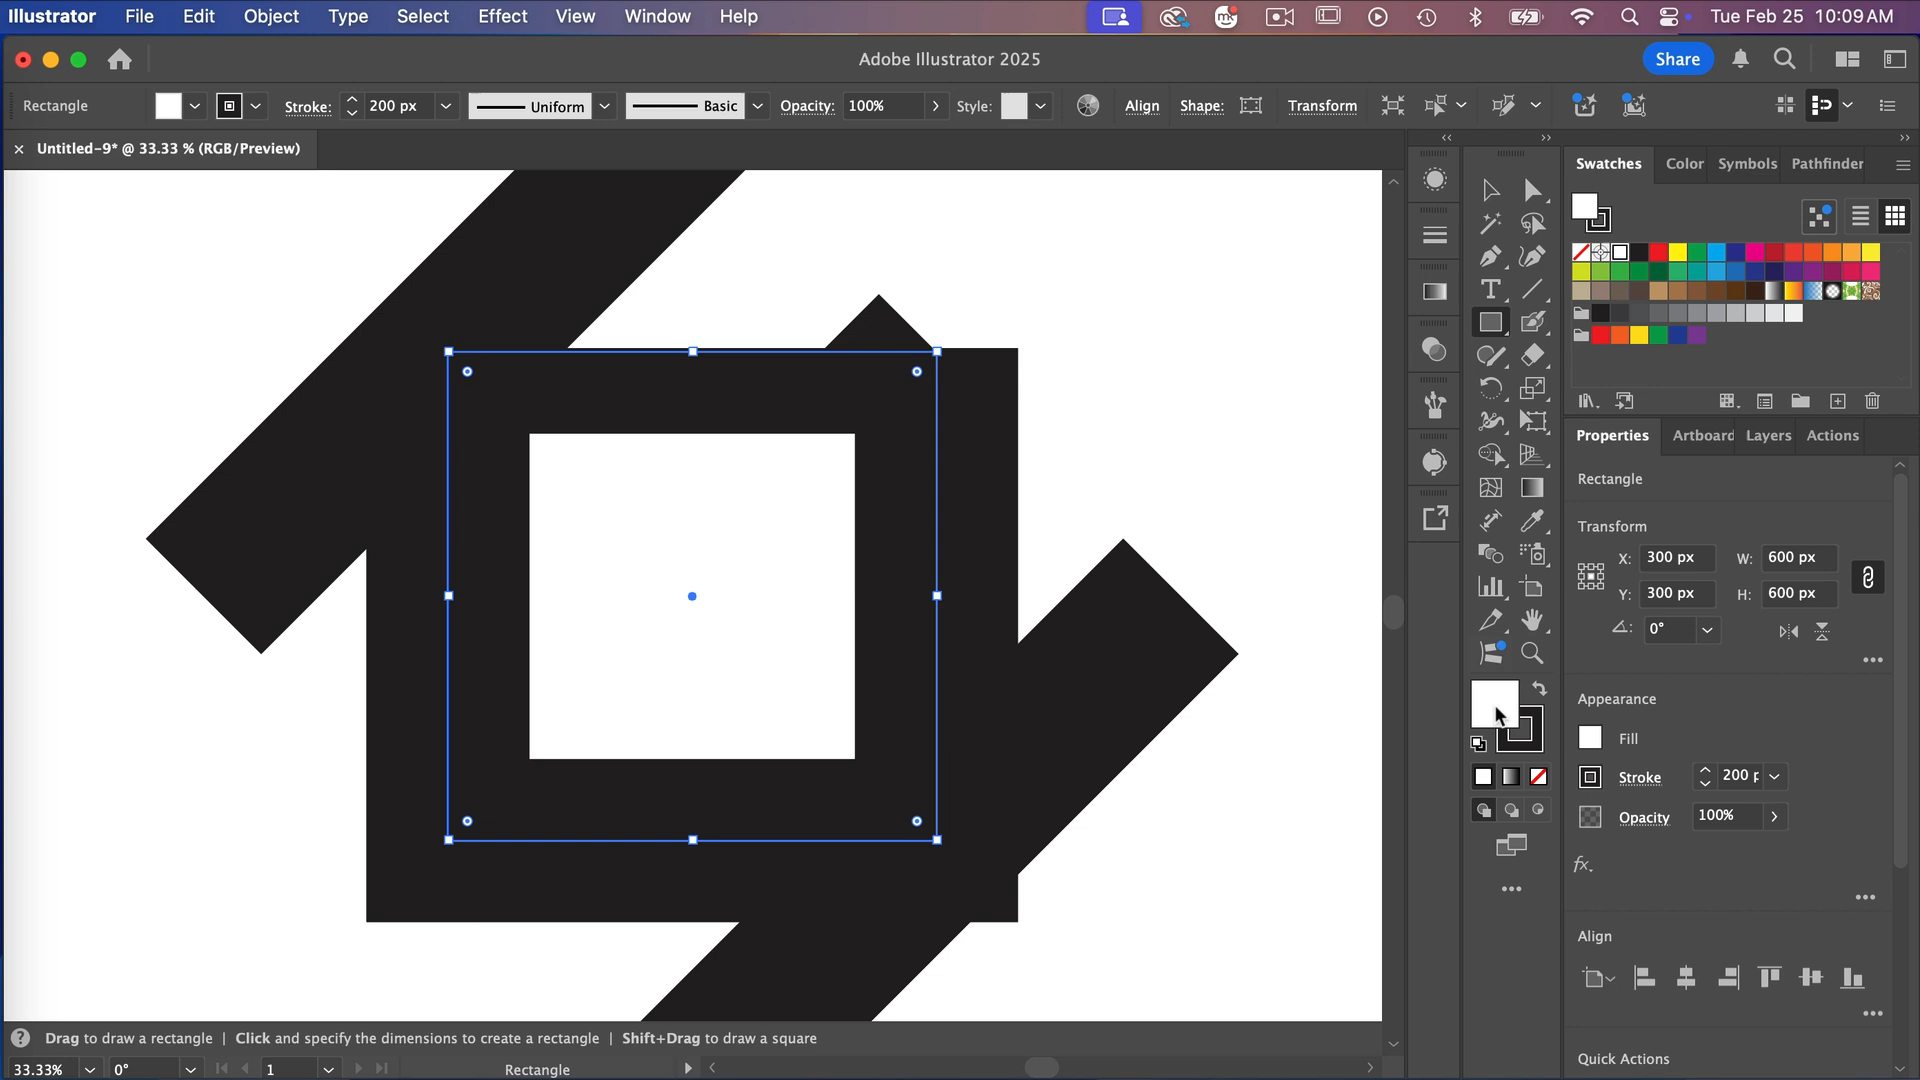 Illustrator File Edit Object Type Select Effect View Window Help Tue Feb 25 10:09 AM
Adobe Illustrator 2025 Share
Rectangle Stroke: 200 px Uniform Basic Opacity: 100% Style: Align Shape: Transform
× Untitled-9* @ 33.33 % (RGB/Preview)
Swatches Color Symbols Pathfinder
Properties Artboard Layers Actions
Rectangle
Transform
X: 300 px W: 600 px
Y: 300 px H: 600 px
0°
Appearance
Fill
Stroke 200 p
Opacity 100%
fx.
Align
Quick Actions
Drag to draw a rectangle | Click and specify the dimensions to create a rectangle | Shift+Drag to draw a square
33.33% 0° 1 Rectangle